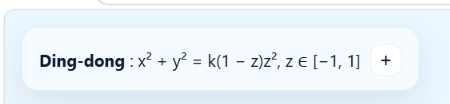 Ding-dong : x² + y² = k(1 − z)z², z ∈ [−1, 1] +